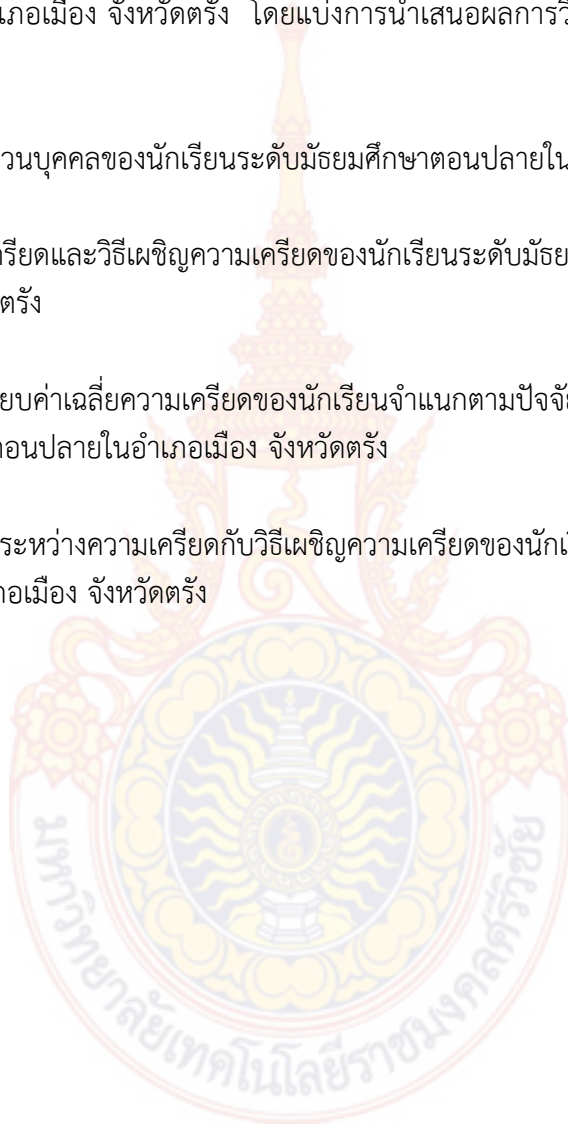 เภอเมือง จังหวัดตรัง โดยแบ่งการนำเสนอผลการวิ
วนบุคคลของนักเรียนระดับมัธยมศึกษาตอนปลายใน
ครียดและวิธีเผชิญความเครียดของนักเรียนระดับมัธย
ตรัง
ยบค่าเฉลี่ยความเครียดของนักเรียนจำแนกตามปัจจั
ตอนปลายในอำเภอเมือง จังหวัดตรัง
ระหว่างความเครียดกับวิธีเผชิญความเครียดของนักเ
ภอเมือง จังหวัดตรัง
มหาวิทยาลัยเทคโนโลยีราชมงคลศรีวิชัย